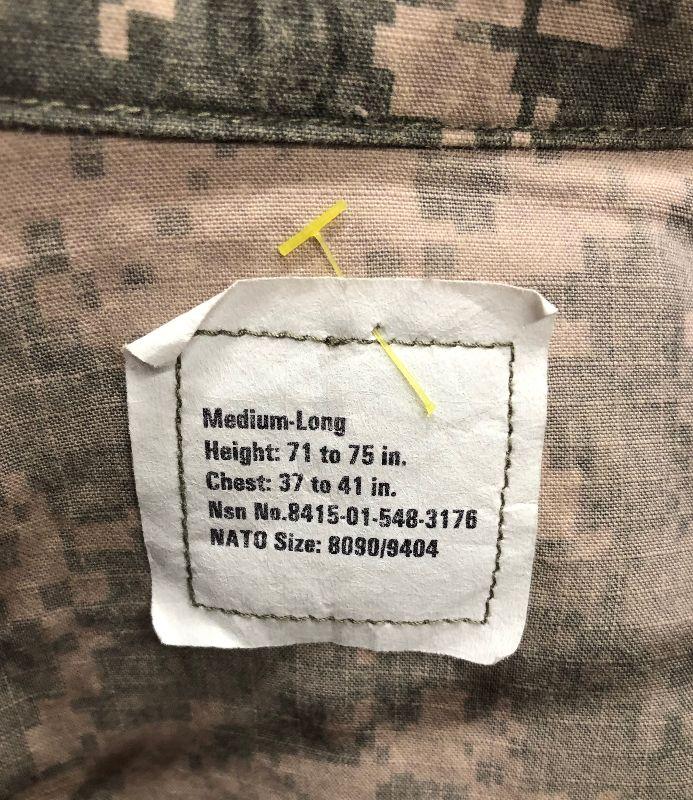 Medium-Long
Height: 71 to 75 in.
Chest: 37 to 41 in.
Nsn No.8415-01-548-3176
NATO Size: 8090/9404